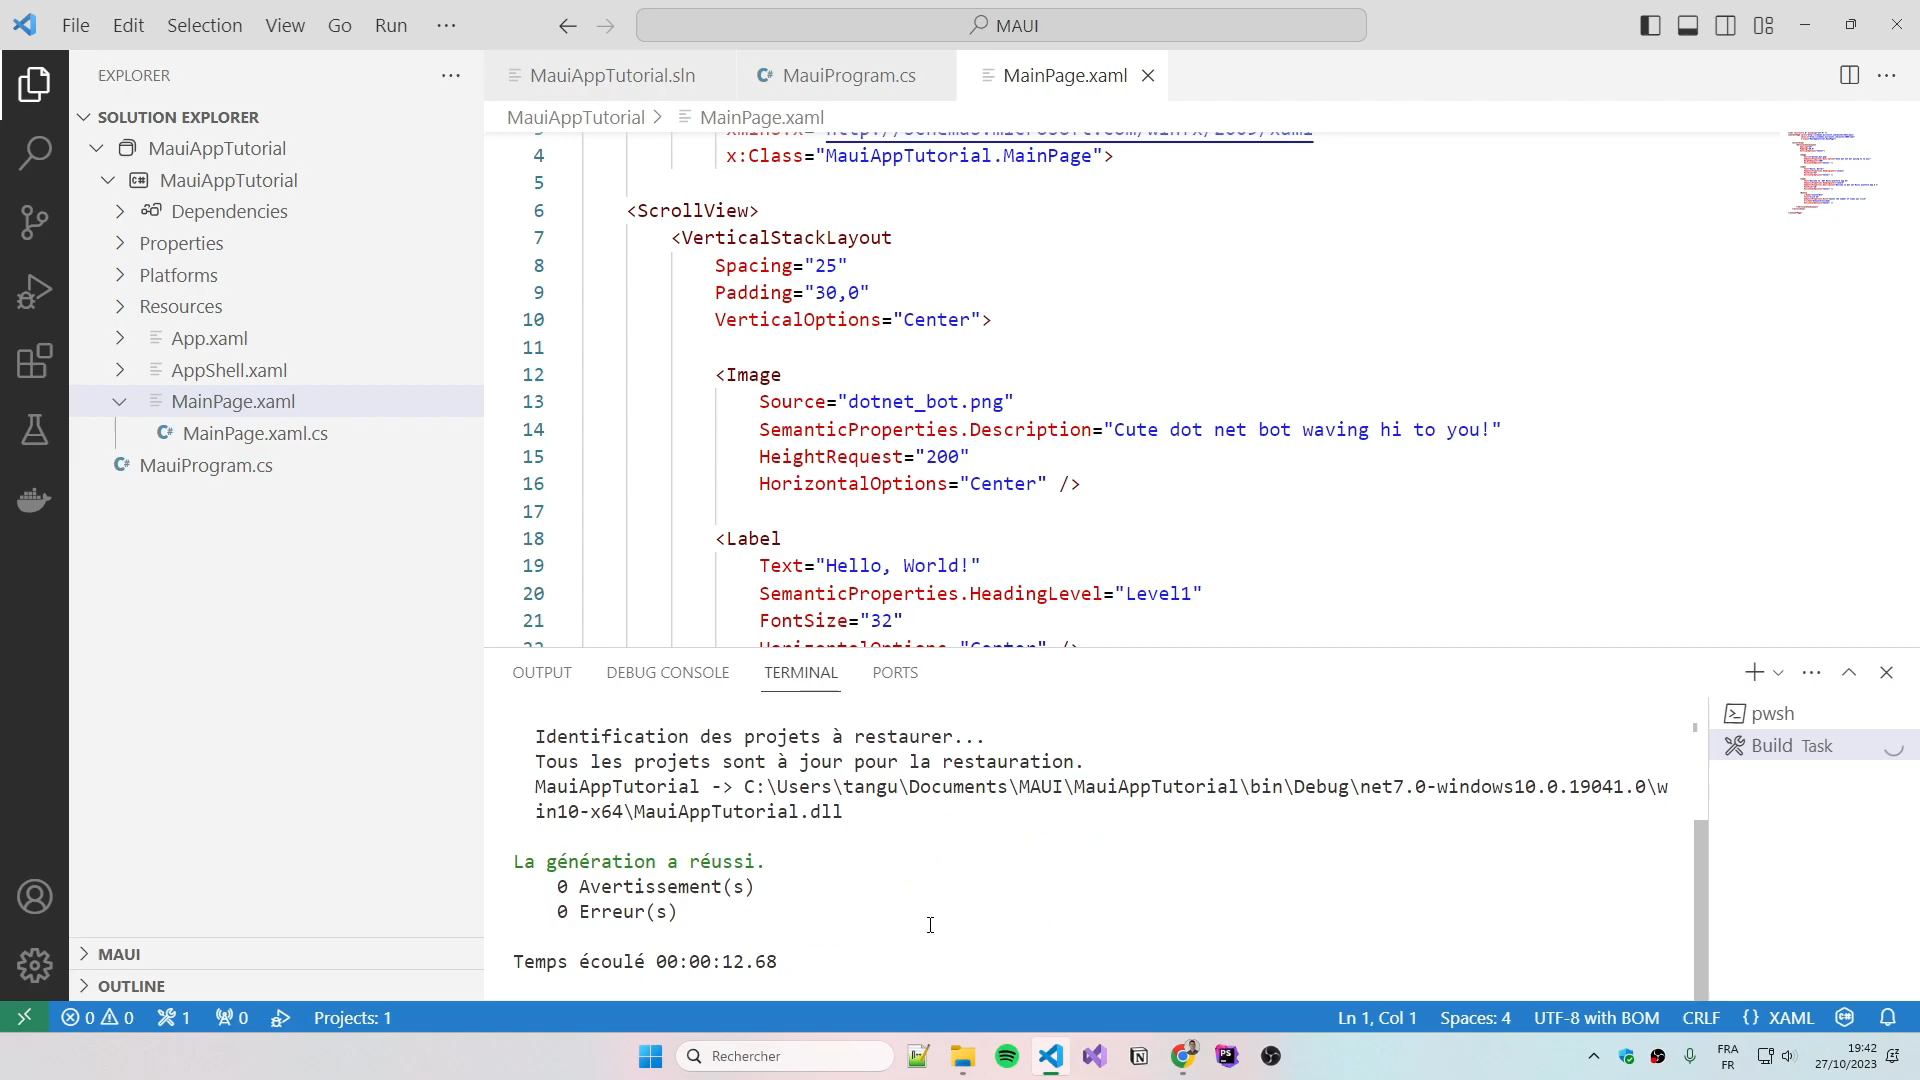 File Edit Selection View Go Run ···
MAUI
EXPLORER
MauiAppTutorial.sln
MauiProgram.cs
MainPage.xaml
SOLUTION EXPLORER
MauiAppTutorial
MauiAppTutorial
Dependencies
Properties
Platforms
Resources
App.xaml
AppShell.xaml
MainPage.xaml
MainPage.xaml.cs
MauiProgram.cs
MAUI
OUTLINE
MauiAppTutorial > MainPage.xaml
4 x:Class="MauiAppTutorial.MainPage">
5
6 <ScrollView>
7 <VerticalStackLayout
8 Spacing="25"
9 Padding="30,0"
10 VerticalOptions="Center">
11
12 <Image
13 Source="dotnet_bot.png"
14 SemanticProperties.Description="Cute dot net bot waving hi to you!"
15 HeightRequest="200"
16 HorizontalOptions="Center" />
17
18 <Label
19 Text="Hello, World!"
20 SemanticProperties.HeadingLevel="Level1"
21 FontSize="32"
22 HorizontalOptions="Center" />
OUTPUT DEBUG CONSOLE TERMINAL PORTS
pwsh
Build Task
Identification des projets à restaurer...
Tous les projets sont à jour pour la restauration.
MauiAppTutorial -> C:\Users\tangu\Documents\MAUI\MauiAppTutorial\bin\Debug\net7.0-windows10.0.19041.0\w
in10-x64\MauiAppTutorial.dll
La génération a réussi.
0 Avertissement(s)
0 Erreur(s)
Temps écoulé 00:00:12.68
0 0 1 0 Projects: 1
Ln 1, Col 1 Spaces: 4 UTF-8 with BOM CRLF {} XAML
Rechercher
FRA
FR
19:42
27/10/2023